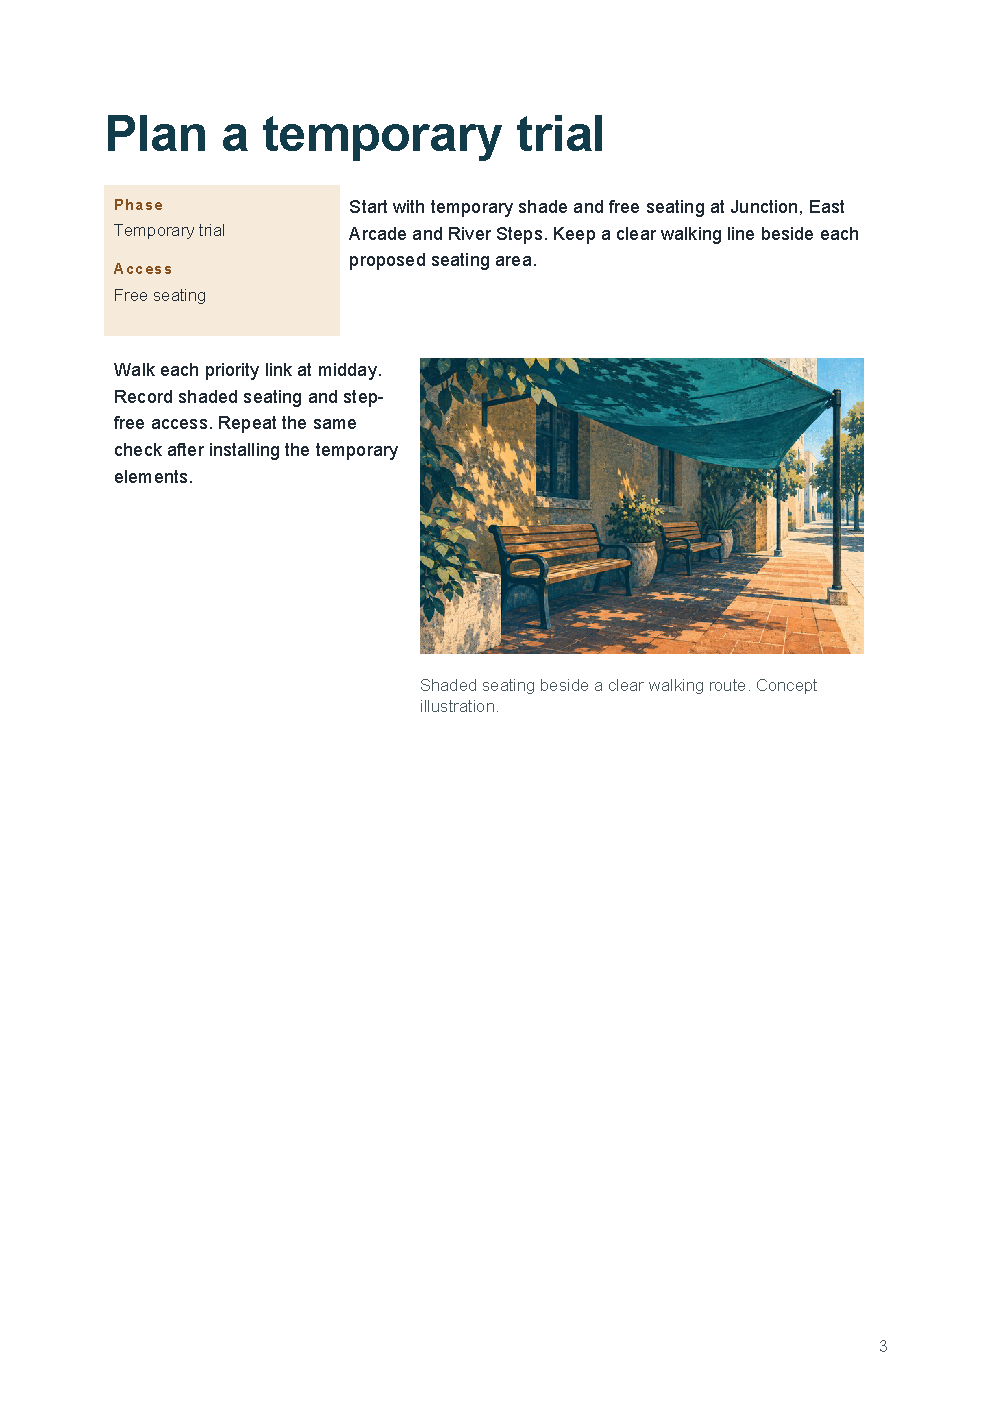 Plan a temporary trial
Phase
Temporary trial
Access
Free seating
Start with temporary shade and free seating at Junction, East
Arcade and River Steps. Keep a clear walking line beside each
proposed seating area.
Walk each priority link at midday.
Record shaded seating and step-
free access. Repeat the same
check after installing the temporary
elements.
Shaded seating beside a clear walking route. Concept
illustration.
3